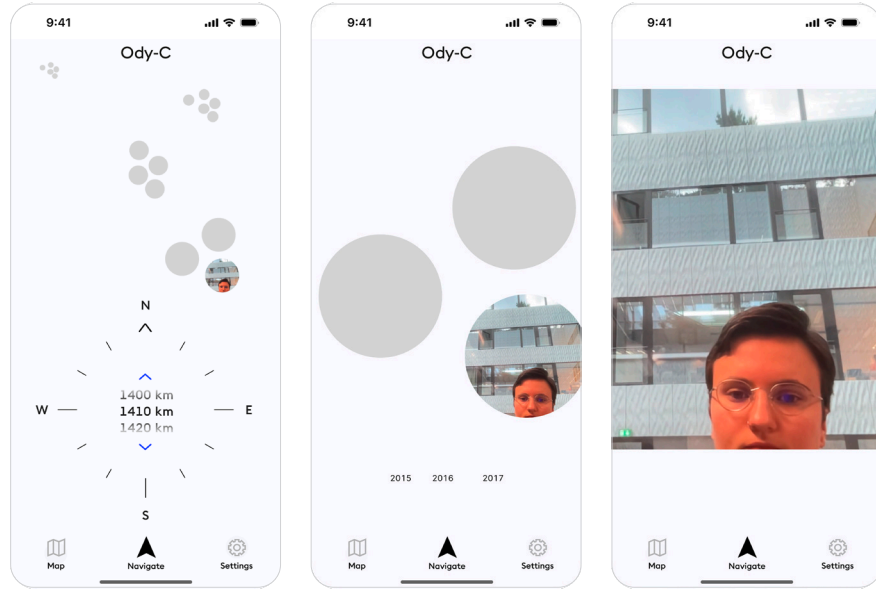 9:41
Ody-C
N
1400 km
W
1410 km
E
1420 km
S
Map
Navigate
Settings
9:41
Ody-C
2015 2016 2017
Map
Navigate
Settings
9:41
Ody-C
Map
Navigate
Settings